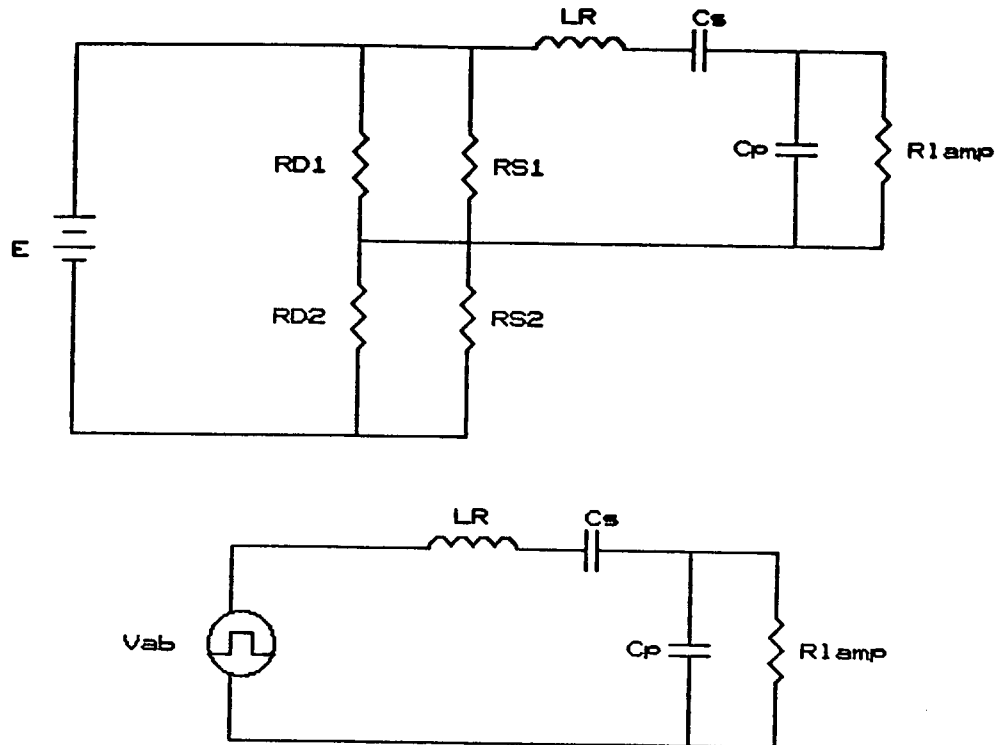 LR
Cs
RD1
RS1
Cp
Rlamp
E
RD2
RS2
LR
Cs
Vab
Cp
Rlamp